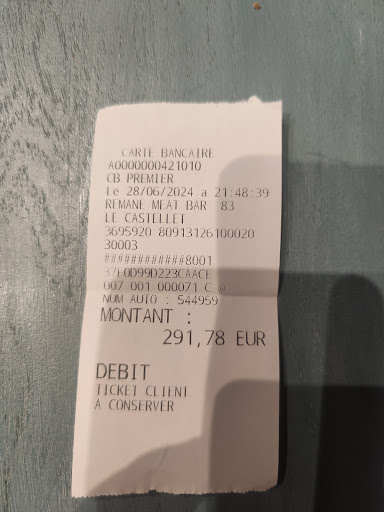 CARTE BANCAIRE
A0000000421010
CB PREMIER
Le 28/06/2024 a 21:48:39
REMANE MEAT BAR 83
LE CASTELLET
3695920 80913126100020
30003
############8001
37F0D99D223CAACE
007 001 000071 C @
NUM AUTO : 544959
MONTANT :
291,78 EUR
DEBIT
TICKET CLIENT
A CONSERVER